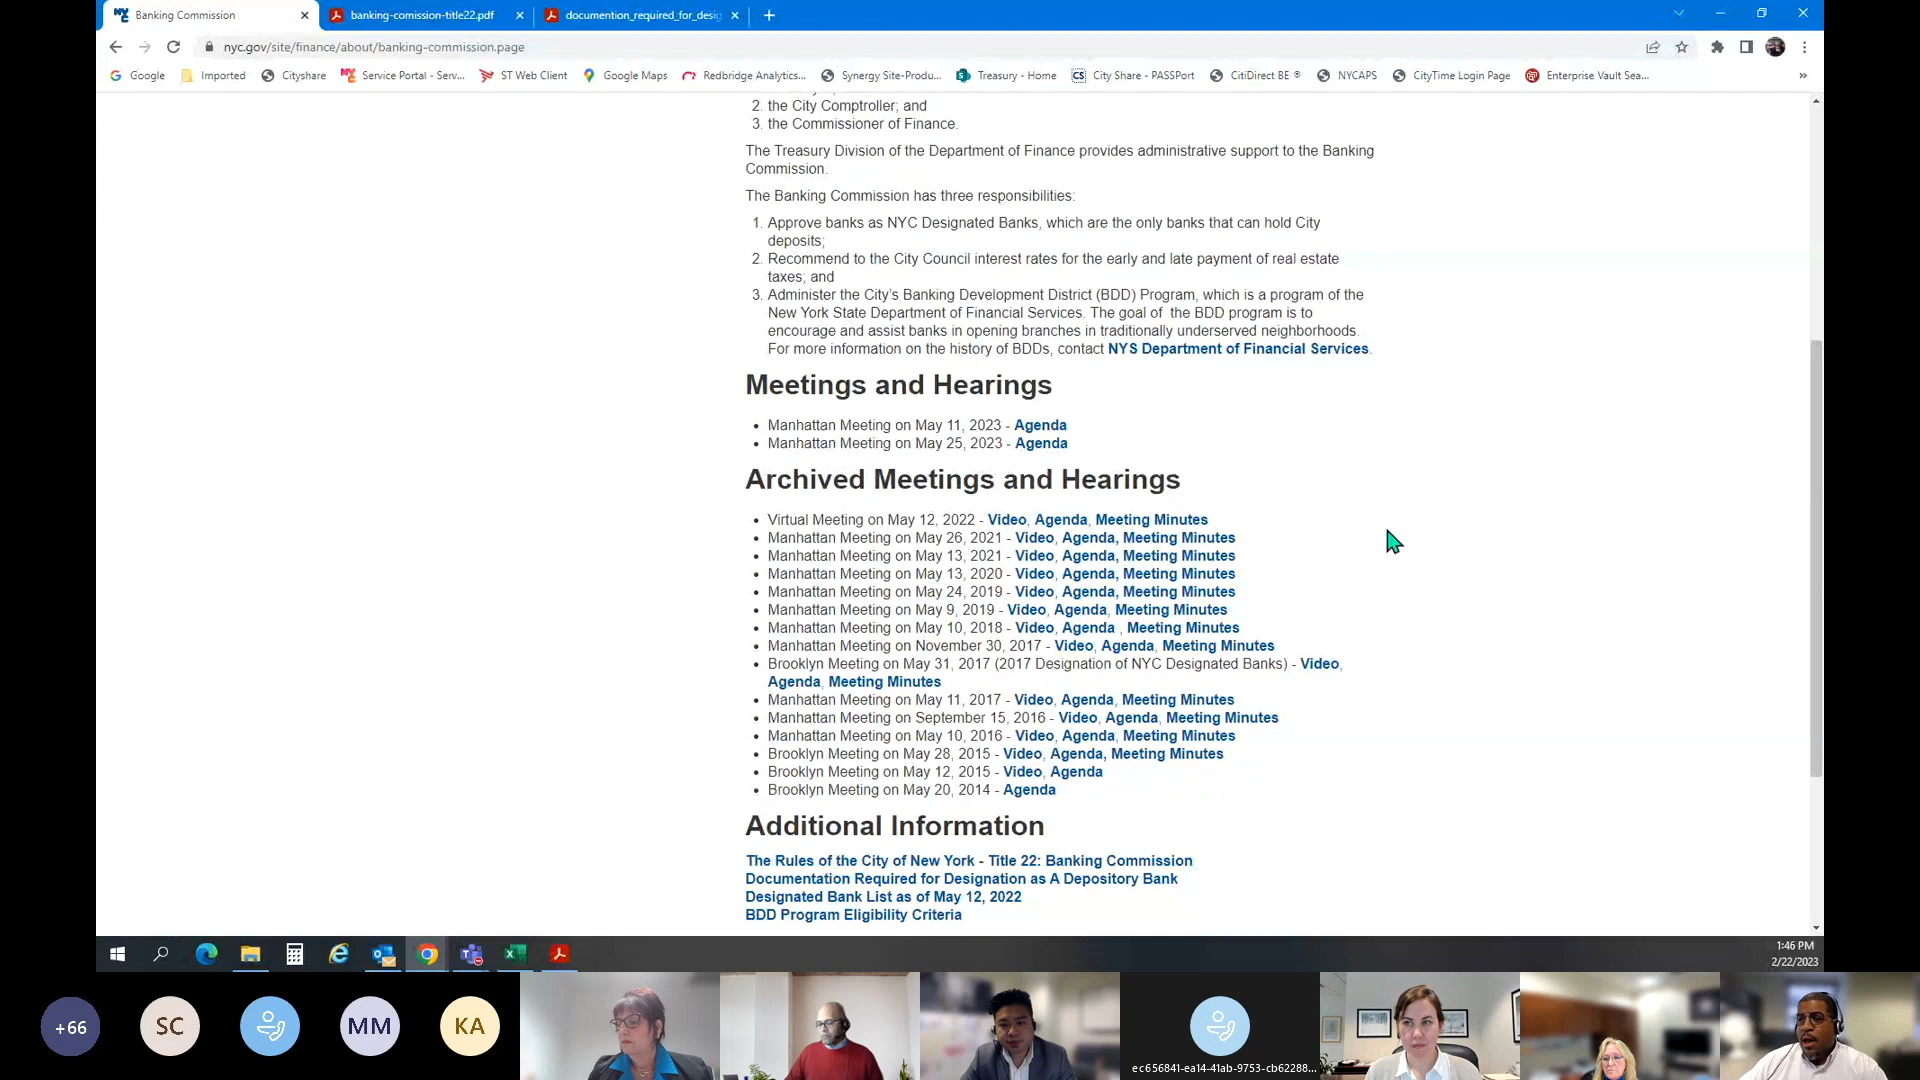 Banking Commission
banking-comission-title22.pdf
documention_required_for_desig
nyc.gov/site/finance/about/banking-commission.page
Google
Imported
Cityshare
Service Portal - Serv...
ST Web Client
Google Maps
Redbridge Analytics...
Synergy Site-Produ...
Treasury - Home
City Share - PASSPort
CitiDirect BE ®
NYCAPS
CityTime Login Page
Enterprise Vault Sea...
2. the City Comptroller; and
3. the Commissioner of Finance.
The Treasury Division of the Department of Finance provides administrative support to the Banking
Commission.
The Banking Commission has three responsibilities:
1. Approve banks as NYC Designated Banks, which are the only banks that can hold City
deposits;
2. Recommend to the City Council interest rates for the early and late payment of real estate
taxes; and
3. Administer the City's Banking Development District (BDD) Program, which is a program of the
New York State Department of Financial Services. The goal of the BDD program is to
encourage and assist banks in opening branches in traditionally underserved neighborhoods.
For more information on the history of BDDs, contact NYS Department of Financial Services.
Meetings and Hearings
• Manhattan Meeting on May 11, 2023 - Agenda
• Manhattan Meeting on May 25, 2023 - Agenda
Archived Meetings and Hearings
• Virtual Meeting on May 12, 2022 - Video, Agenda, Meeting Minutes
• Manhattan Meeting on May 26, 2021 - Video, Agenda, Meeting Minutes
• Manhattan Meeting on May 13, 2021 - Video, Agenda, Meeting Minutes
• Manhattan Meeting on May 13, 2020 - Video, Agenda, Meeting Minutes
• Manhattan Meeting on May 24, 2019 - Video, Agenda, Meeting Minutes
• Manhattan Meeting on May 9, 2019 - Video, Agenda, Meeting Minutes
• Manhattan Meeting on May 10, 2018 - Video, Agenda , Meeting Minutes
• Manhattan Meeting on November 30, 2017 - Video, Agenda, Meeting Minutes
• Brooklyn Meeting on May 31, 2017 (2017 Designation of NYC Designated Banks) - Video,
Agenda, Meeting Minutes
• Manhattan Meeting on May 11, 2017 - Video, Agenda, Meeting Minutes
• Manhattan Meeting on September 15, 2016 - Video, Agenda, Meeting Minutes
• Manhattan Meeting on May 10, 2016 - Video, Agenda, Meeting Minutes
• Brooklyn Meeting on May 28, 2015 - Video, Agenda, Meeting Minutes
• Brooklyn Meeting on May 12, 2015 - Video, Agenda
• Brooklyn Meeting on May 20, 2014 - Agenda
Additional Information
The Rules of the City of New York - Title 22: Banking Commission
Documentation Required for Designation as A Depository Bank
Designated Bank List as of May 12, 2022
BDD Program Eligibility Criteria
1:46 PM
2/22/2023
+66
SC
MM
KA
ec656841-ea14-41ab-9753-cb62288...